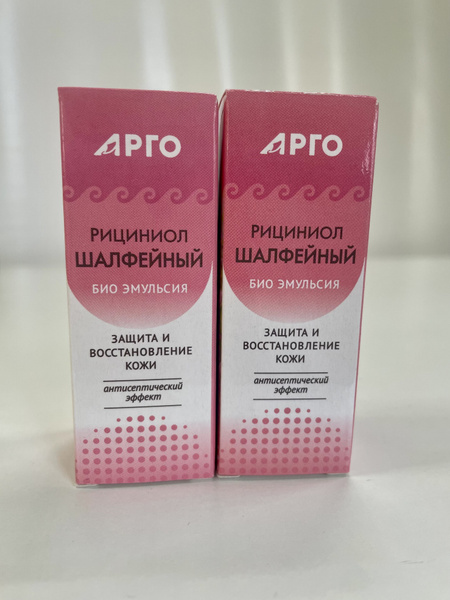 АРГО
РИЦИНИОЛ
ШАЛФЕЙНЫЙ
БИО ЭМУЛЬСИЯ
ЗАЩИТА И
ВОССТАНОВЛЕНИЕ
КОЖИ
антисептический
эффект
АРГО
РИЦИНИОЛ
ШАЛФЕЙНЫЙ
БИО ЭМУЛЬСИЯ
ЗАЩИТА И
ВОССТАНОВЛЕНИЕ
КОЖИ
антисептический
эффект